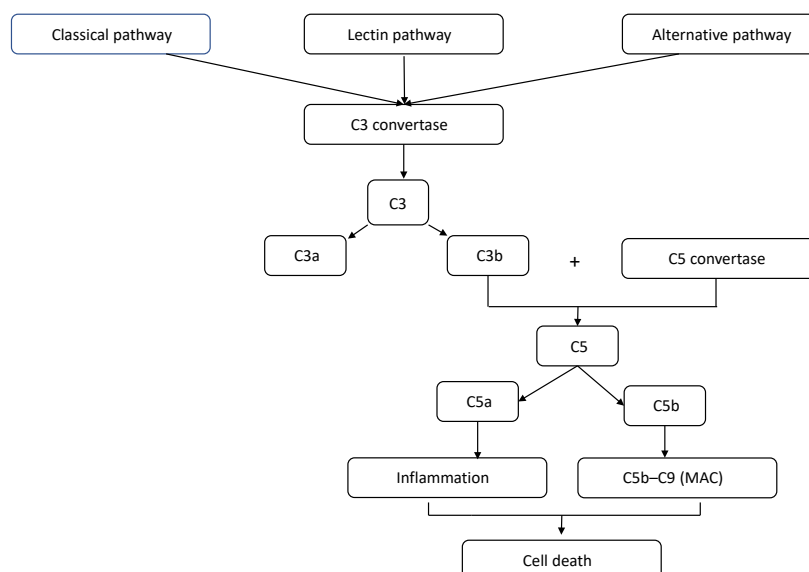 Classical pathway
Lectin pathway
Alternative pathway
C3 convertase
C3
C3a
C3b
+
C5 convertase
C5
C5a
C5b
Inflammation
C5b–C9 (MAC)
Cell death